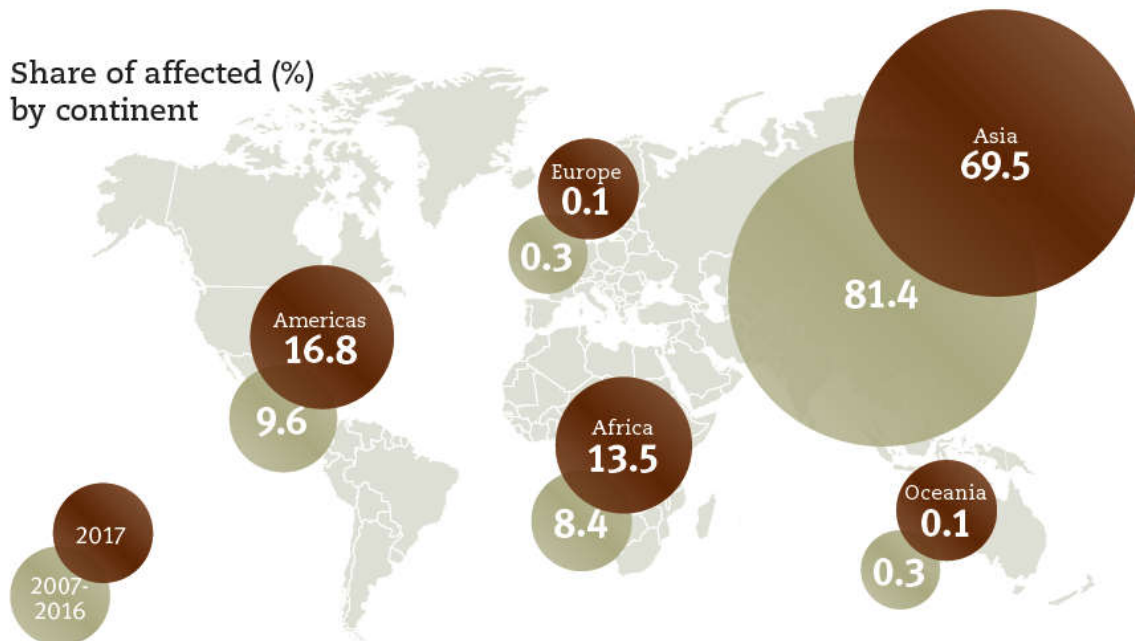 Share of affected (%)
by continent
Asia
69.5
81.4
Europe
0.1
0.3
Americas
16.8
9.6
Africa
13.5
8.4
Oceania
0.1
0.3
2017
2007-
2016